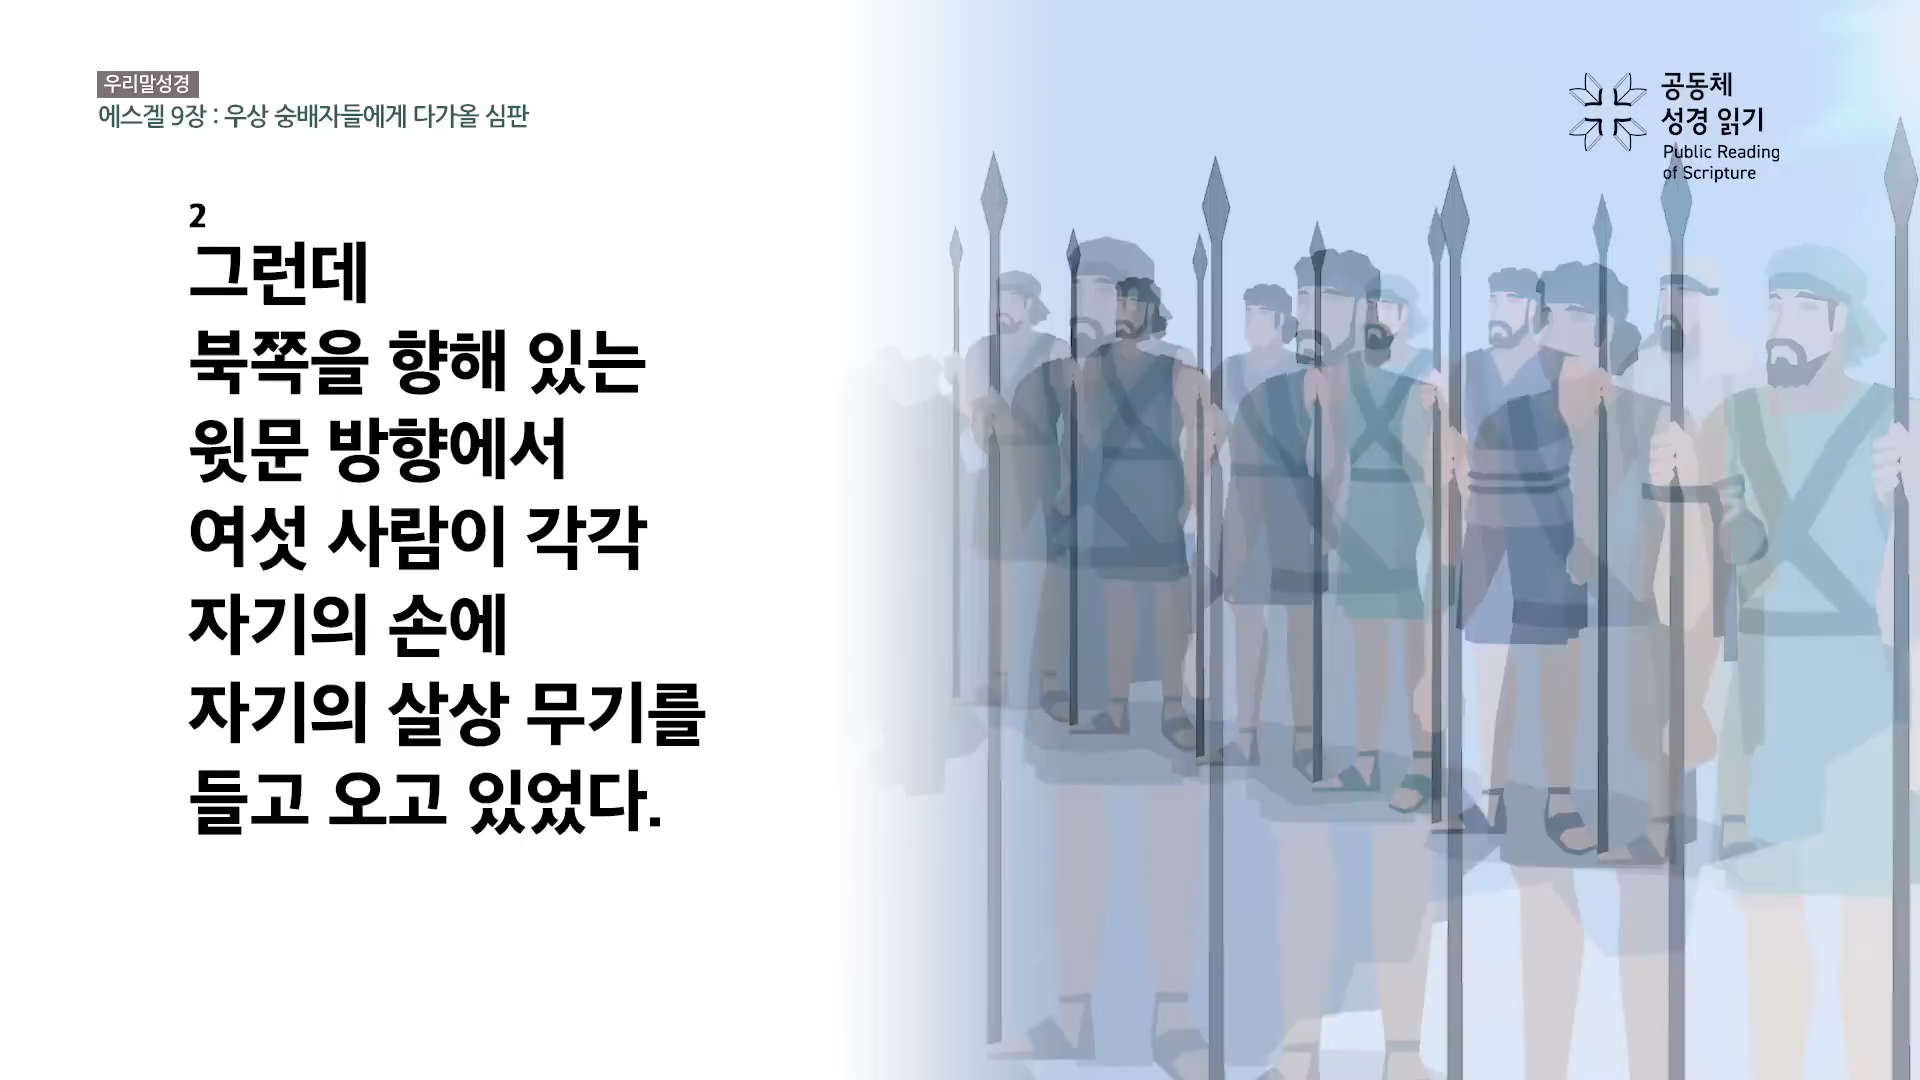 우리말성경
에스겔 9장 : 우상 숭배자들에게 다가올 심판
공동체
성경 읽기
Public Reading
of Scripture
2
그런데
북쪽을 향해 있는
윗문 방향에서
여섯 사람이 각각
자기의 손에
자기의 살상 무기를
들고 오고 있었다.